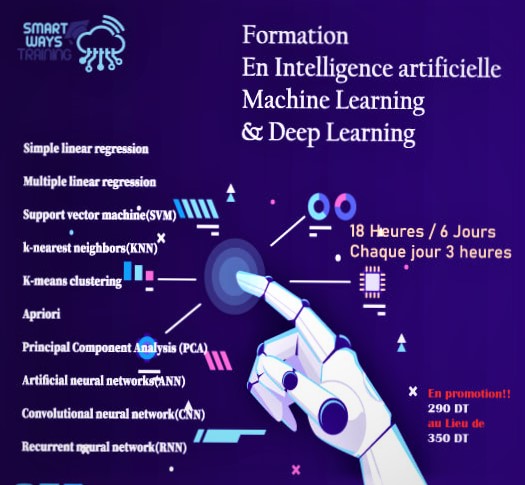 SMART
WAYS
TRAINING
Formation
En Intelligence artificielle
Machine Learning
& Deep Learning
Simple linear regression
Multiple linear regression
Support vector machine(SVM)
k-nearest neighbors(KNN)
K-means clustering
Apriori
Principal Component Analysis (PCA)
Artificial neural networks(ANN)
Convolutional neural network(CNN)
Recurrent neural network(RNN)
18 Heures / 6 Jours
Chaque jour 3 heures
En promotion!!
290 DT
au Lieu de
350 DT